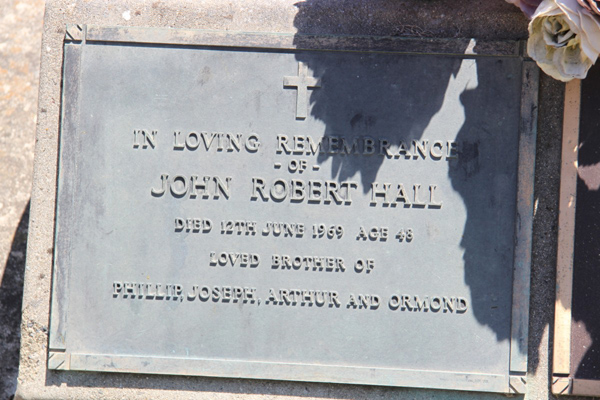 IN LOVING REMEMBRANCE
- OF -
JOHN ROBERT HALL
DIED 12TH JUNE 1969 AGE 48
LOVED BROTHER OF
PHILLIP, JOSEPH, ARTHUR AND ORMOND